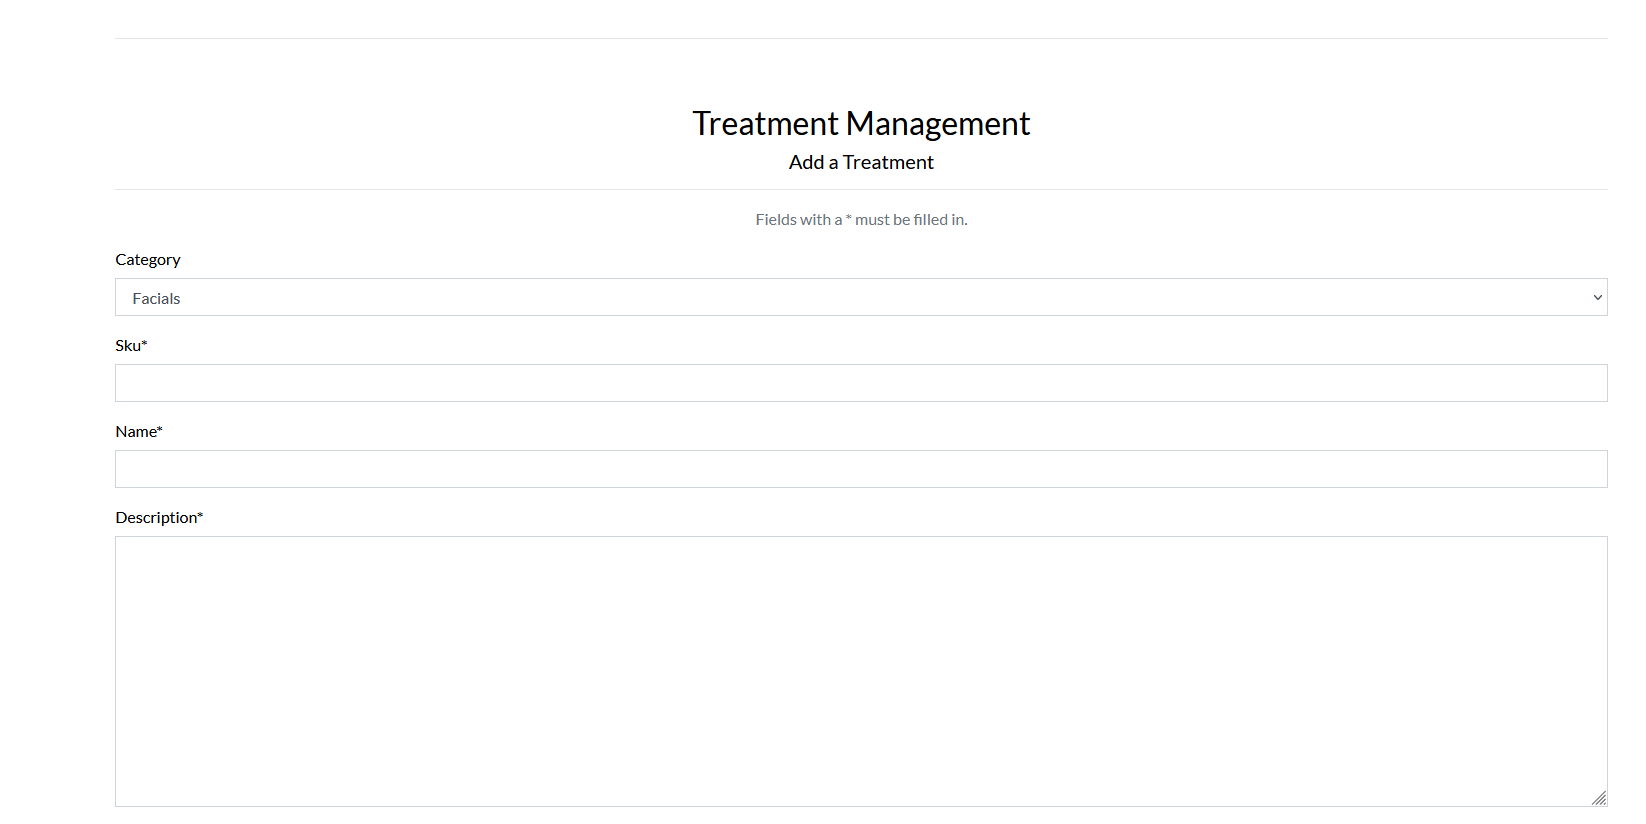 Treatment Management
Add a Treatment
Fields with a * must be filled in.
Category
Facials
Sku*
Name*
Description*